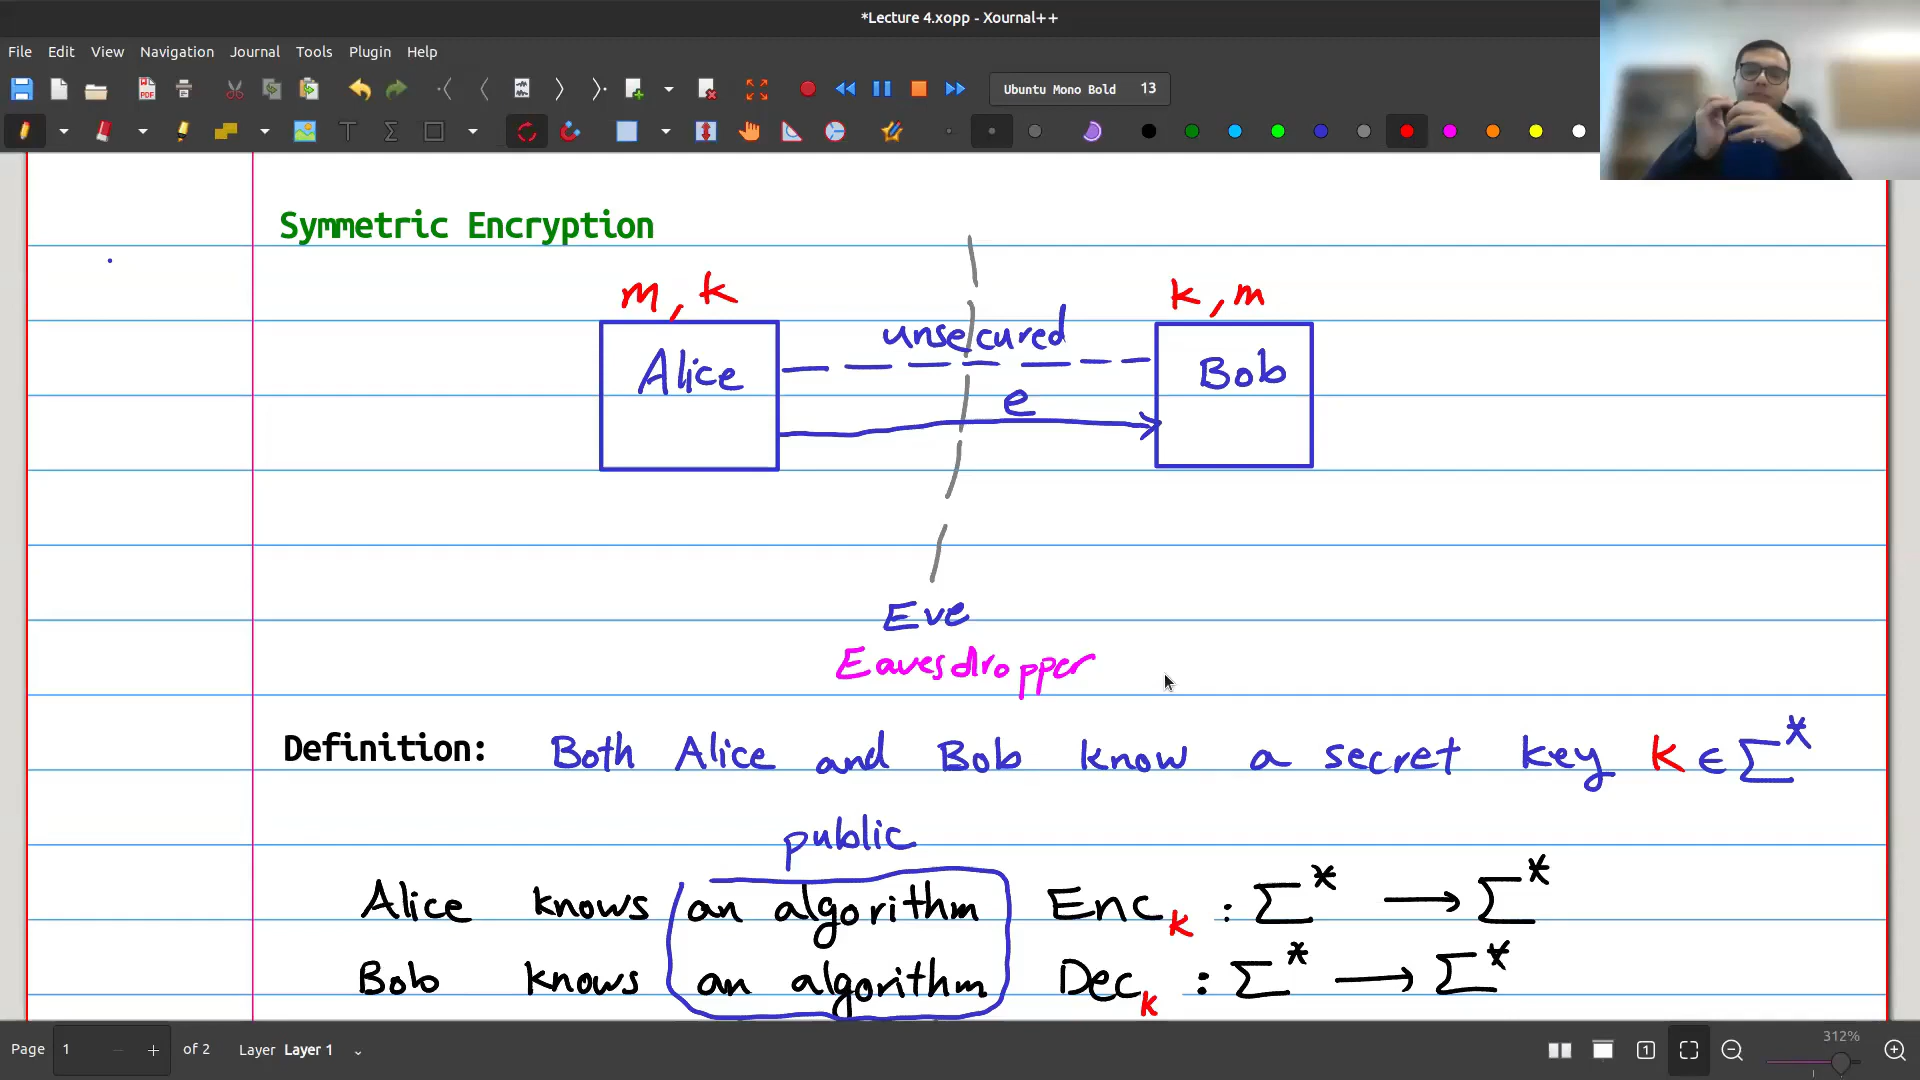 *Lecture 4.xopp - Xournal++
File Edit View Navigation Journal Tools Plugin Help
Ubuntu Mono Bold 13
Symmetric Encryption
m, k
k, m
unsecured
Alice
Bob
e
Eve
Eavesdropper
Definition: Both Alice and Bob know a secret key k ∈ Σ*
public
Alice knows an algorithm Enc_k : Σ* → Σ*
Bob knows an algorithm Dec_k : Σ* → Σ*
Page 1 of 2 Layer Layer 1 312%